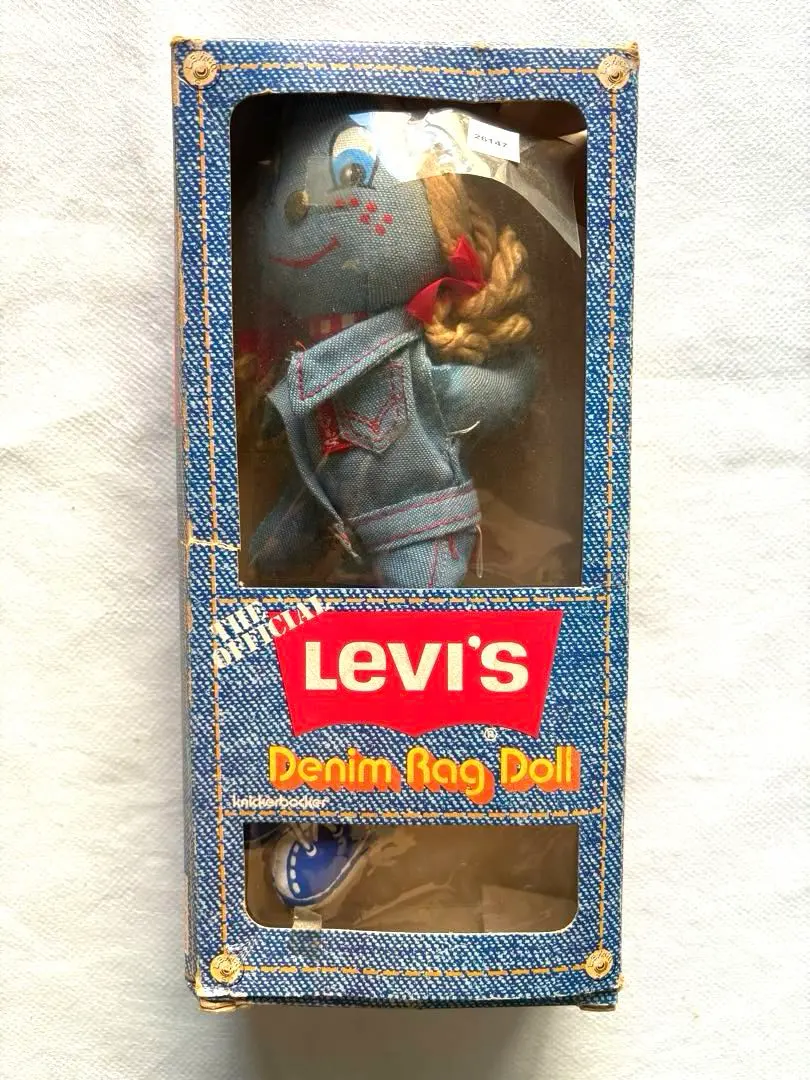 26147
THE
OFFICIAL
Levi's
®
Denim Rag Doll
knickerbocker